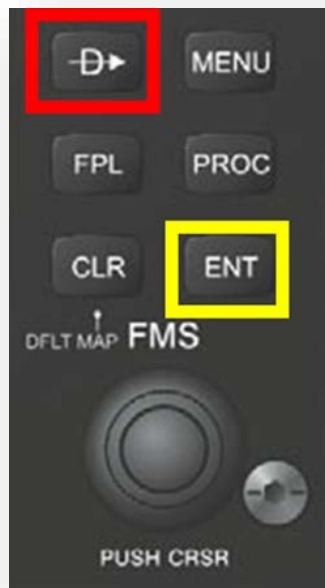 D MENU
FPL PROC
CLR ENT
DFLT MAP FMS
PUSH CRSR